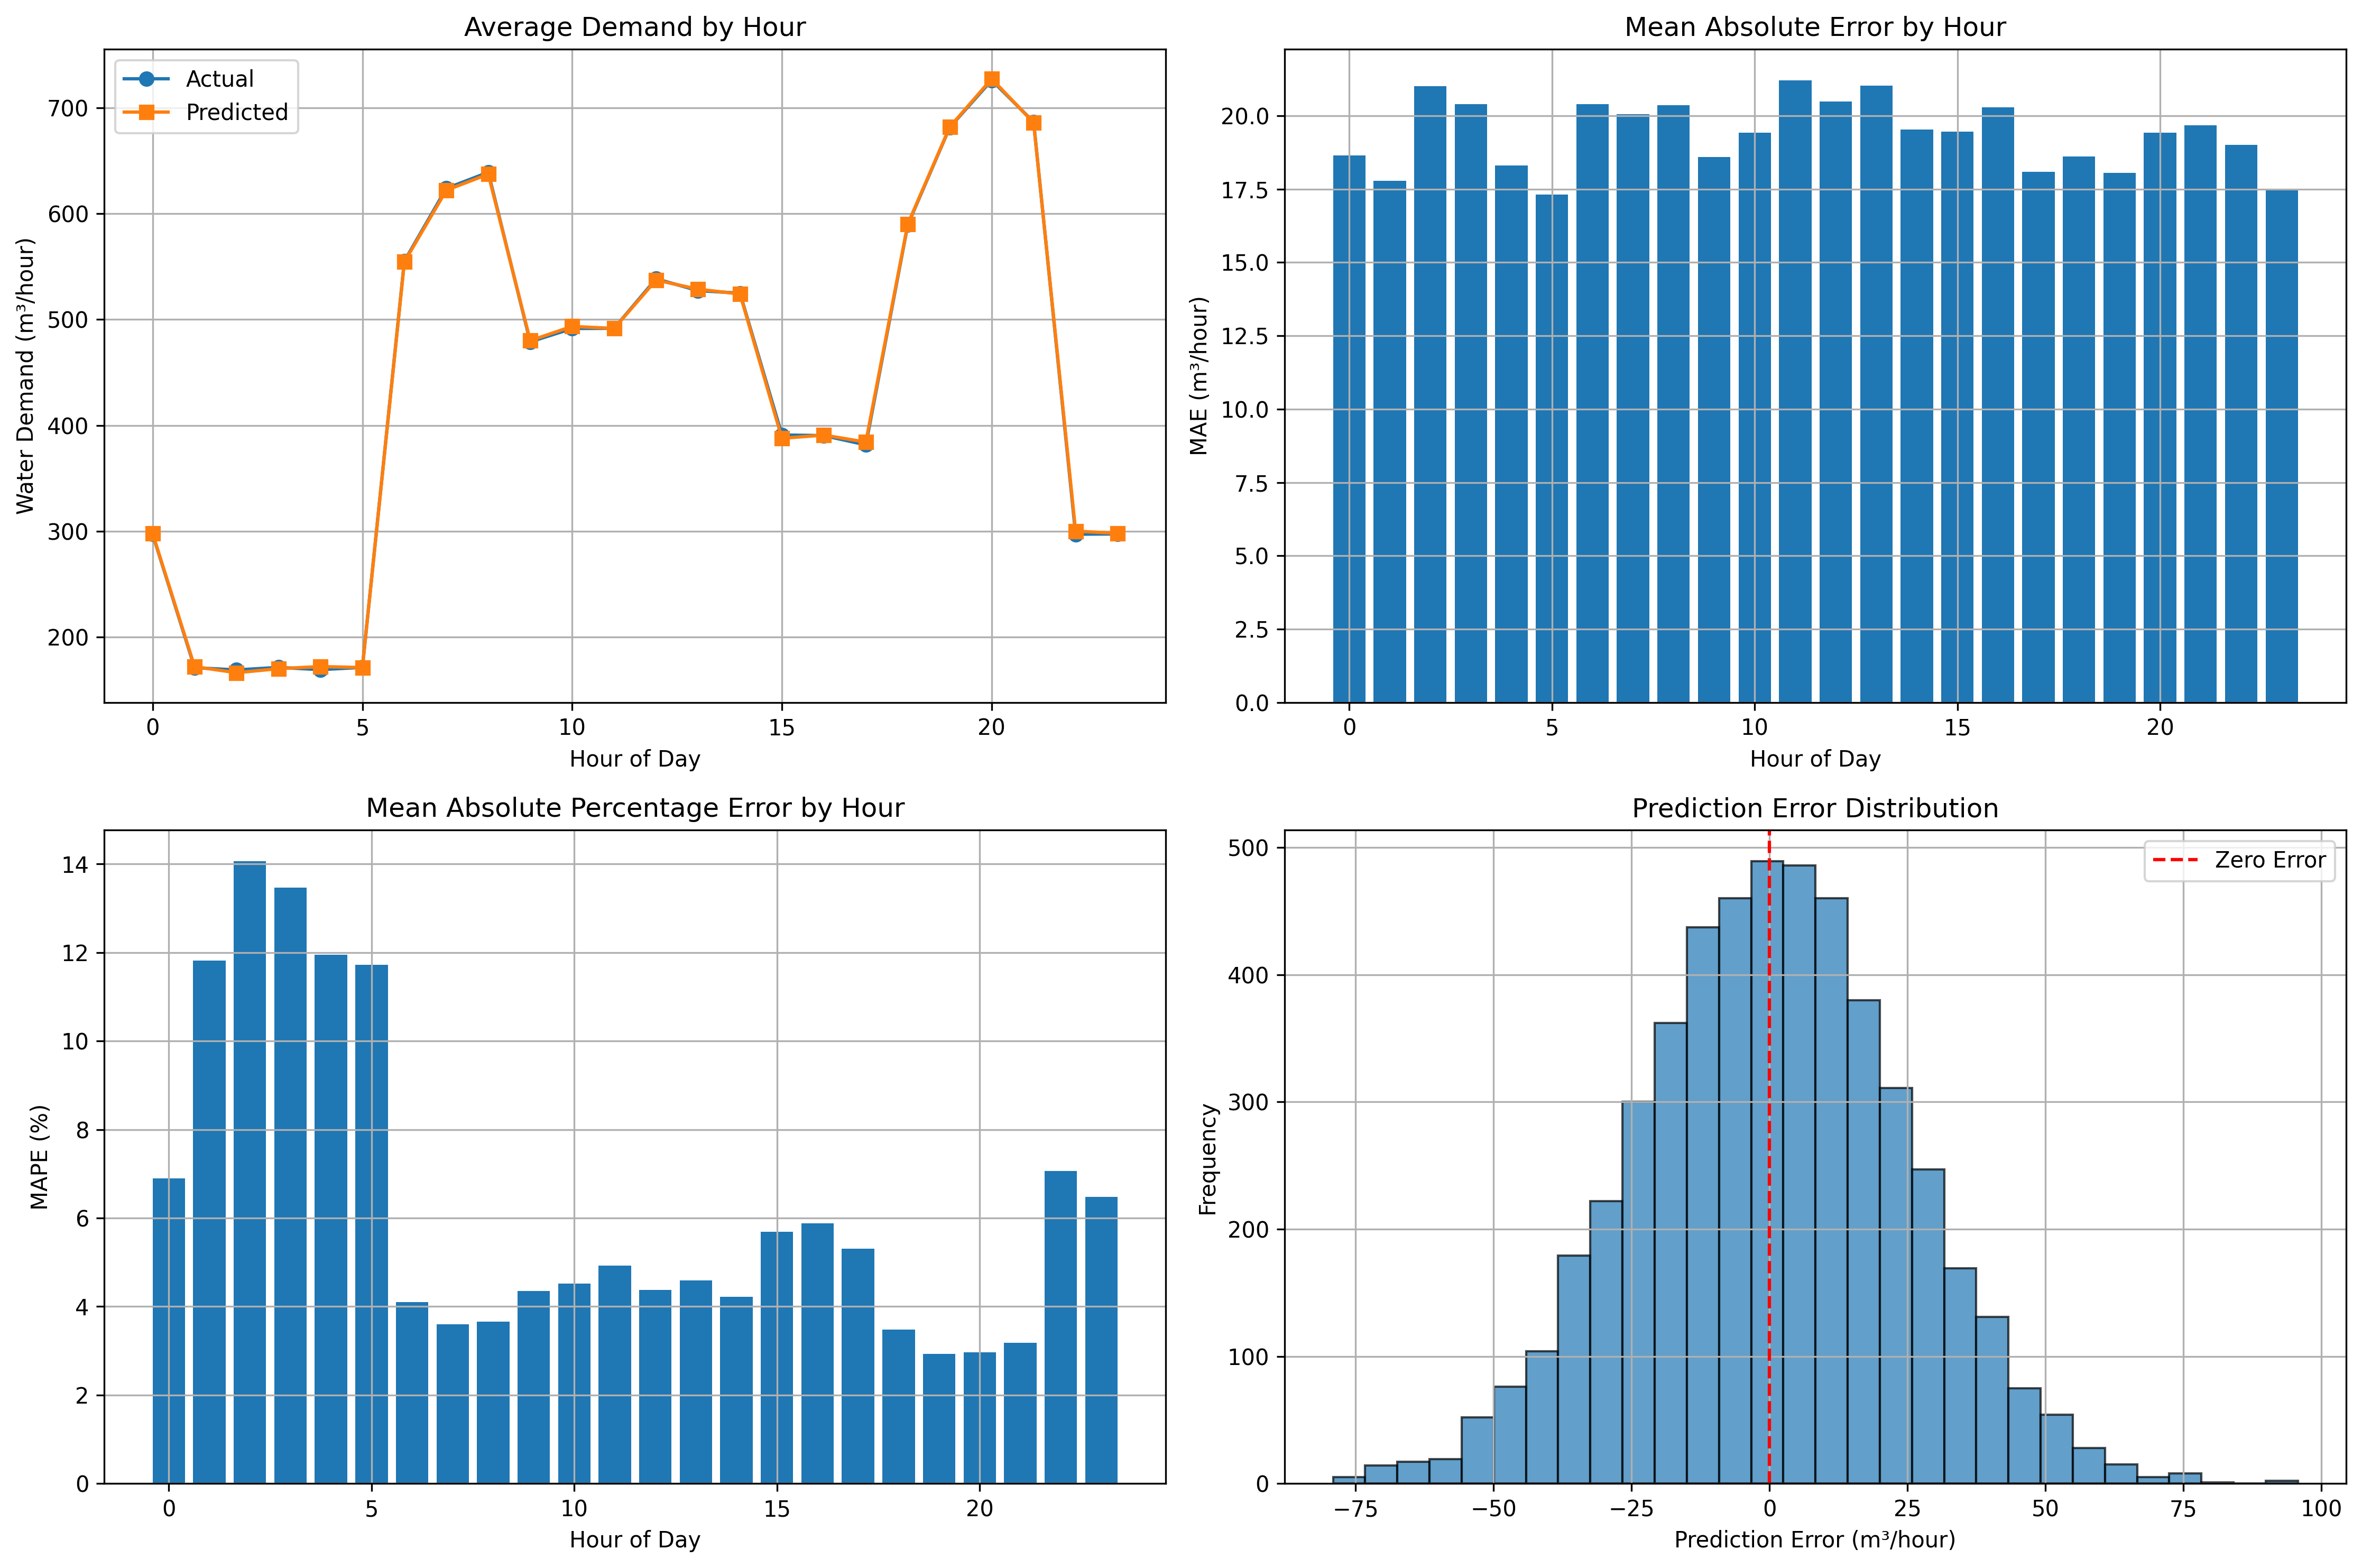 Average Demand by Hour
Actual
Predicted
Water Demand (m³/hour)
700
600
500
400
300
200
0 5 10 15 20
Hour of Day
Mean Absolute Error by Hour
MAE (m³/hour)
20.0
17.5
15.0
12.5
10.0
7.5
5.0
2.5
0.0
0 5 10 15 20
Hour of Day
Mean Absolute Percentage Error by Hour
MAPE (%)
14
12
10
8
6
4
2
0
0 5 10 15 20
Hour of Day
Prediction Error Distribution
Zero Error
Frequency
500
400
300
200
100
0
−75 −50 −25 0 25 50 75 100
Prediction Error (m³/hour)